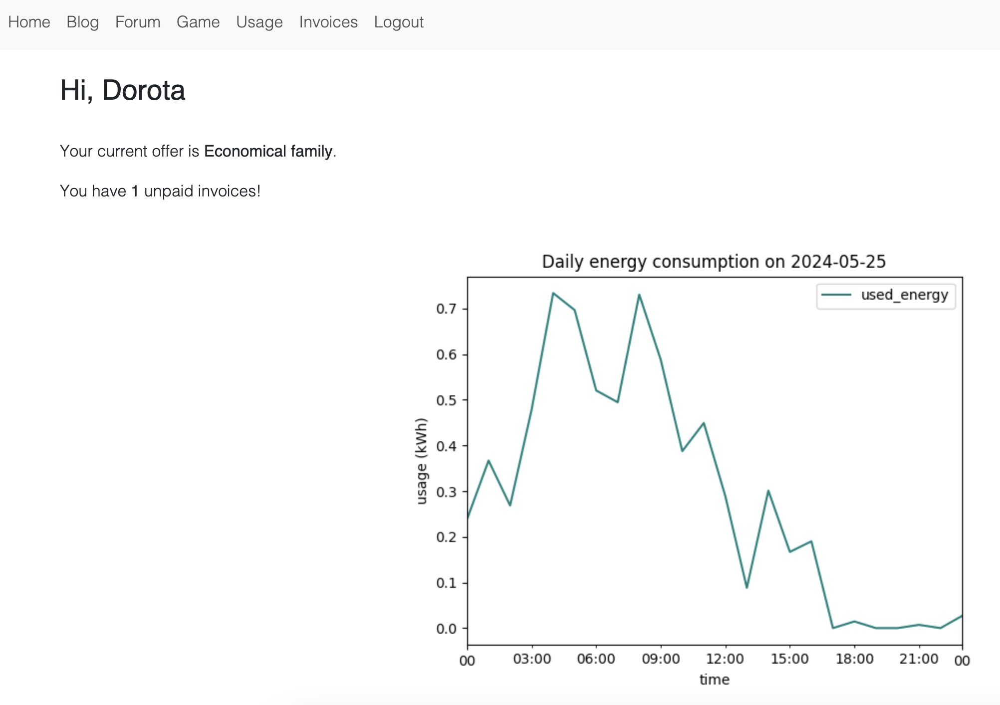 Home Blog Forum Game Usage Invoices Logout
Hi, Dorota
Your current offer is Economical family.
You have 1 unpaid invoices!
Daily energy consumption on 2024-05-25
used_energy
0.7
0.6
0.5
0.4
0.3
0.2
0.1
0.0
usage (kWh)
00 03:00 06:00 09:00 12:00 15:00 18:00 21:00 00
time